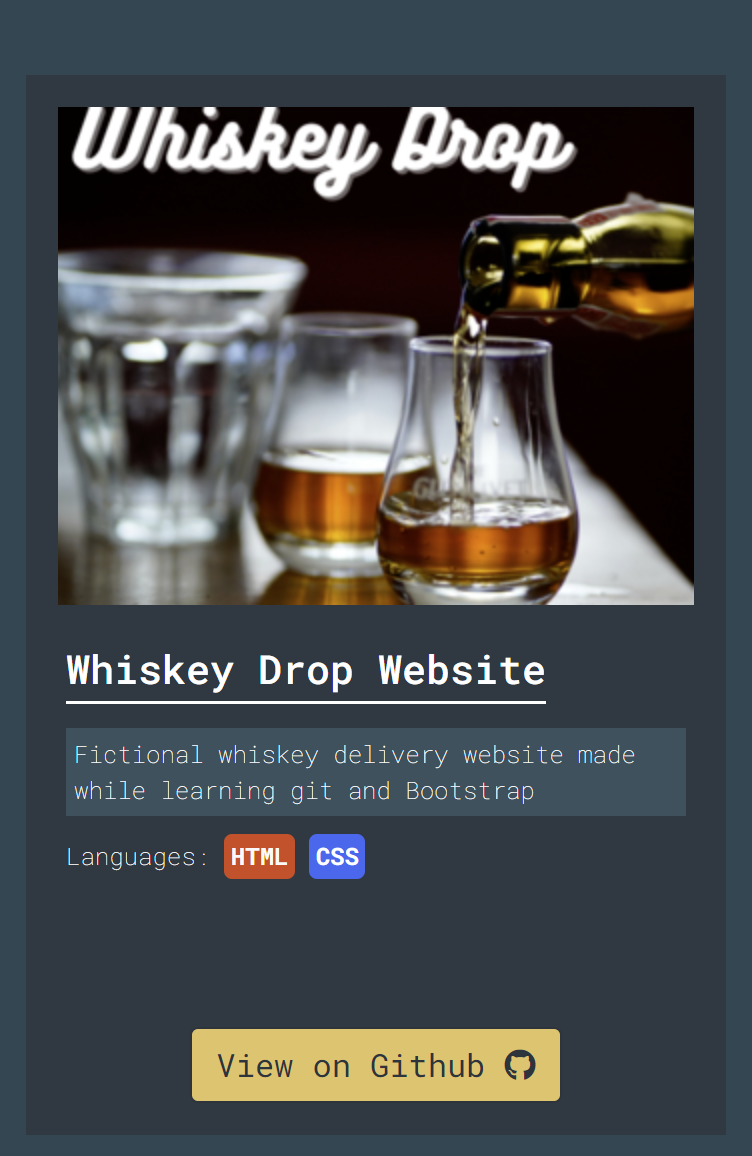 Whiskey Drop
Whiskey Drop Website
Fictional whiskey delivery website made
while learning git and Bootstrap
Languages: HTML CSS
View on Github